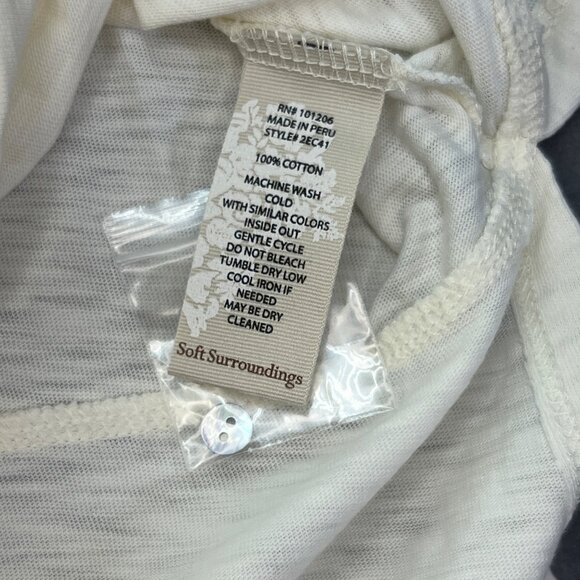 RN# 101206
MADE IN PERU
STYLE# 2EC41
100% COTTON
MACHINE WASH
COLD
WITH SIMILAR COLORS
INSIDE OUT
GENTLE CYCLE
DO NOT BLEACH
TUMBLE DRY LOW
COOL IRON IF
NEEDED
MAY BE DRY
CLEANED
Soft Surroundings